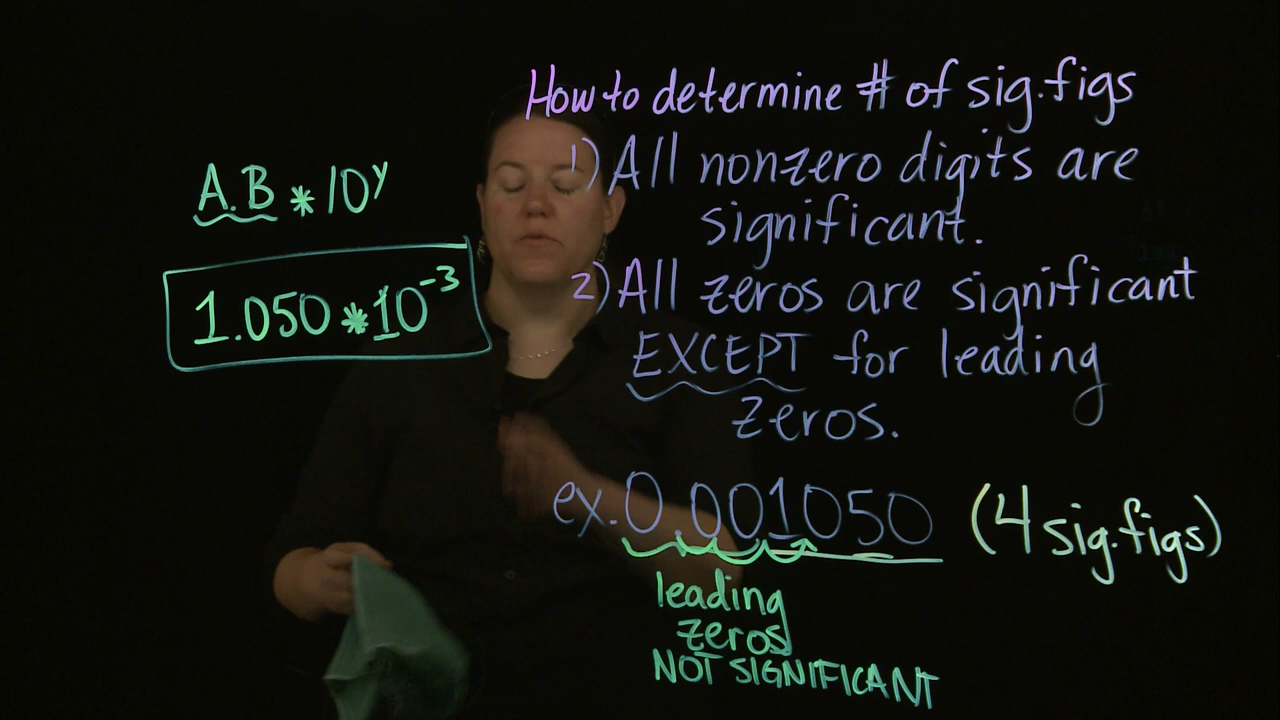 A.B * 10^y
1.050 * 10^-3
How to determine # of sig.figs
1) All nonzero digits are
significant.
2) All zeros are significant
EXCEPT for leading
zeros.
ex. 0.001050 (4 sig.figs)
leading
zeros
NOT SIGNIFICANT